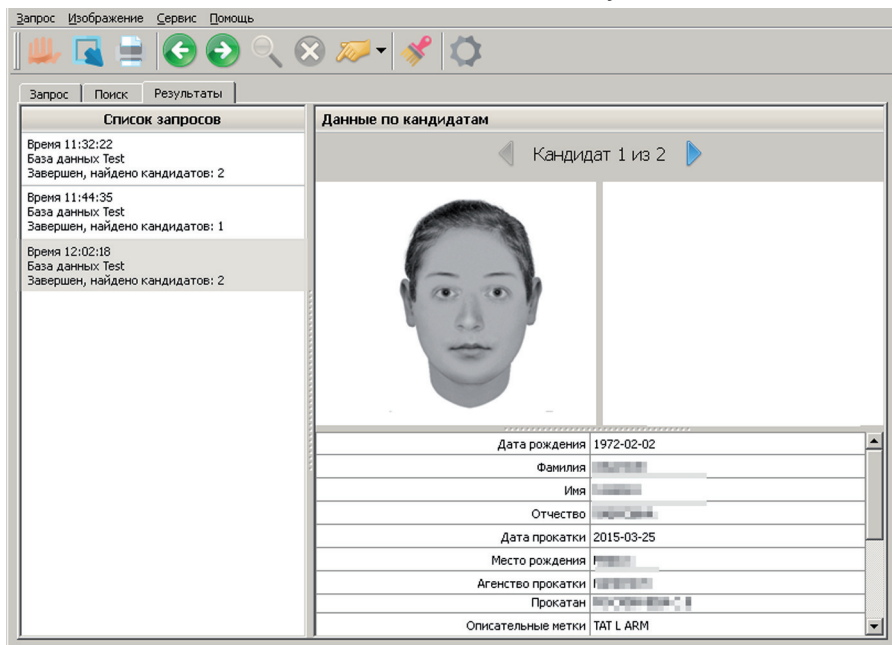 Запрос Изображение Сервис Помощь
Запрос Поиск Результаты
Список запросов
Время 11:32:22
База данных Test
Завершен, найдено кандидатов: 2
Время 11:44:35
База данных Test
Завершен, найдено кандидатов: 1
Время 12:02:18
База данных Test
Завершен, найдено кандидатов: 2
Данные по кандидатам
Кандидат 1 из 2
Дата рождения 1972-02-02
Фамилия
Имя
Отчество
Дата прокатки 2015-03-25
Место рождения
Агенство прокатки
Прокатан
Описательные метки TAT L ARM